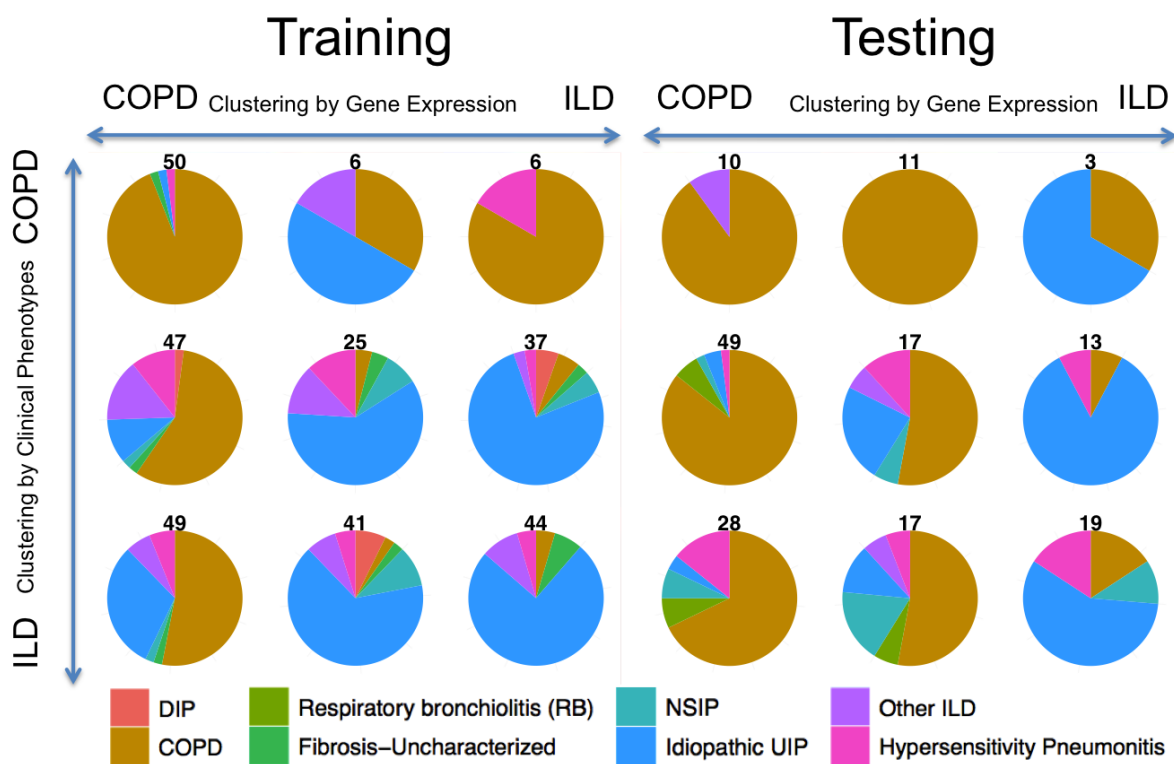 Training
Testing
COPD Clustering by Gene Expression ILD
COPD Clustering by Gene Expression ILD
ILD Clustering by Clinical Phenotypes COPD
50 6 6 10 11 3
47 25 37 49 17 13
49 41 44 28 17 19
DIP Respiratory bronchiolitis (RB) NSIP Other ILD
COPD Fibrosis−Uncharacterized Idiopathic UIP Hypersensitivity Pneumonitis